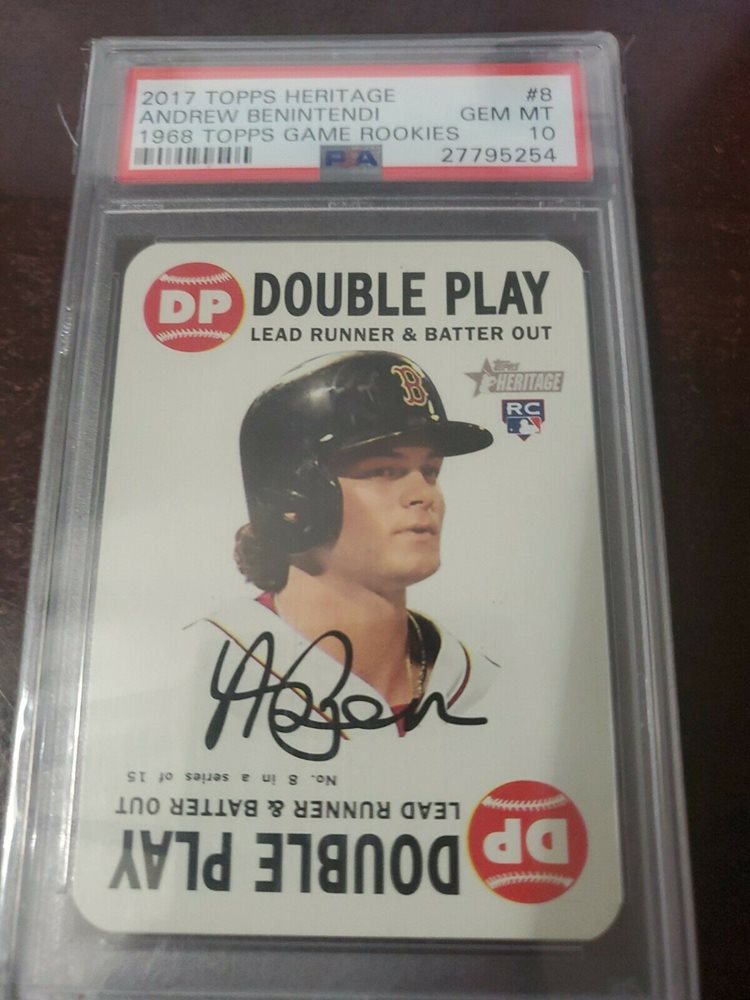 2017 TOPPS HERITAGE #8
ANDREW BENINTENDI GEM MT
1968 TOPPS GAME ROOKIES 10
PSA 27795254
DP DOUBLE PLAY
LEAD RUNNER & BATTER OUT
B
Topps
HERITAGE
RC
A Ben
No. 8 in a series of 15
LEAD RUNNER & BATTER OUT
DOUBLE PLAY DP